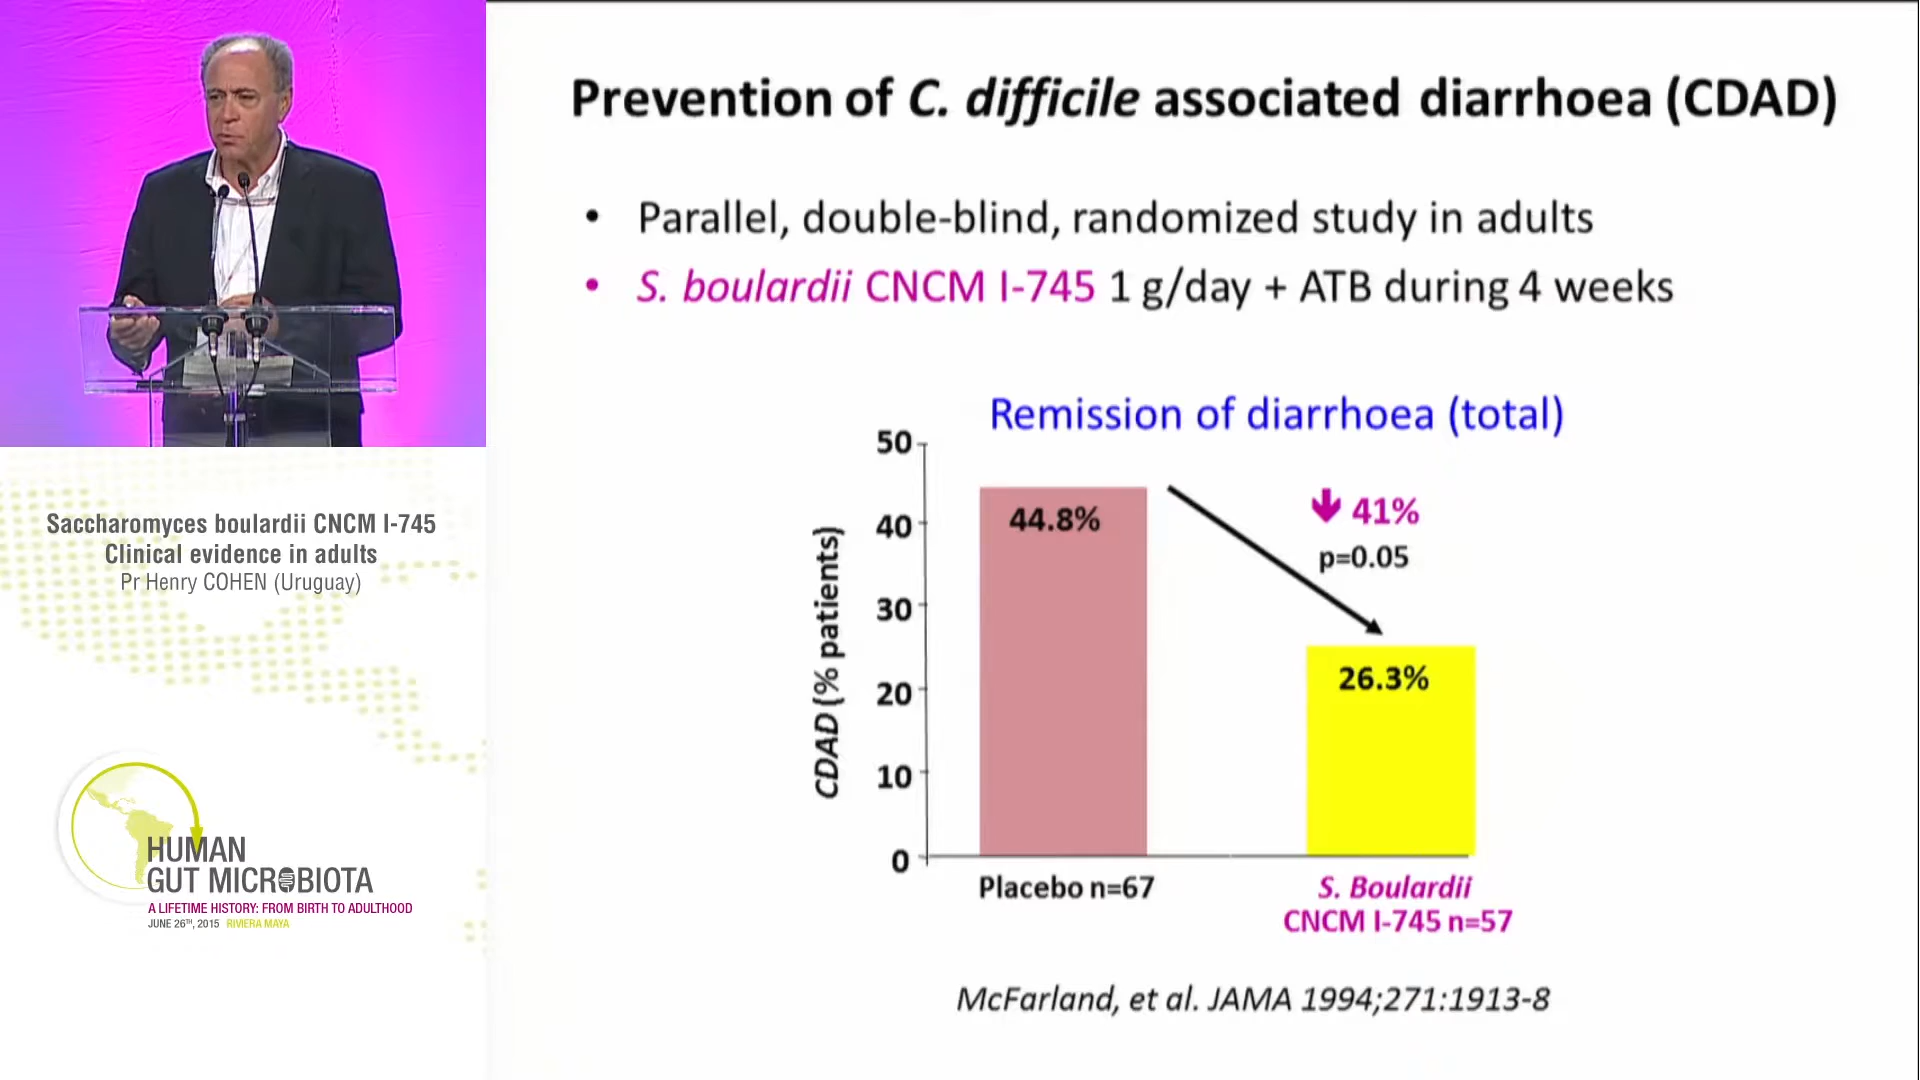 Prevention of C. difficile associated diarrhoea (CDAD)
• Parallel, double-blind, randomized study in adults
• S. boulardii CNCM I-745 1 g/day + ATB during 4 weeks
Remission of diarrhoea (total)
CDAD (% patients)
50
40
30
20
10
0
44.8%
41%
p=0.05
26.3%
Placebo n=67
S. Boulardii
CNCM I-745 n=57
McFarland, et al. JAMA 1994;271:1913-8
Saccharomyces boulardii CNCM I-745
Clinical evidence in adults
Pr Henry COHEN (Uruguay)
HUMAN
GUT MICROBIOTA
A LIFETIME HISTORY: FROM BIRTH TO ADULTHOOD
JUNE 26TH, 2015 RIVIERA MAYA